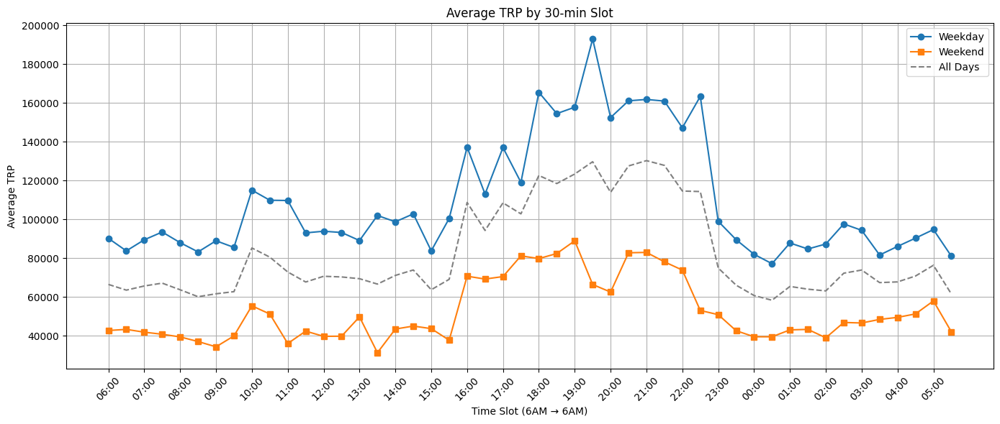 Average TRP by 30-min Slot
Weekday
Weekend
All Days
Average TRP
200000
180000
160000
140000
120000
100000
80000
60000
40000
06:00 07:00 08:00 09:00 10:00 11:00 12:00 13:00 14:00 15:00 16:00 17:00 18:00 19:00 20:00 21:00 22:00 23:00 00:00 01:00 02:00 03:00 04:00 05:00
Time Slot (6AM → 6AM)